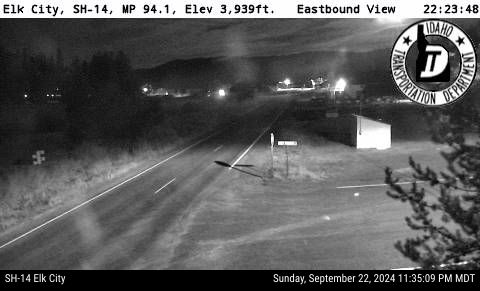 Elk City, SH-14, MP 94.1, Elev 3,939ft. Eastbound View 22:23:48
IDAHO
TRANSPORTATION DEPARTMENT
SH-14 Elk City Sunday, September 22, 2024 11:35:09 PM MDT